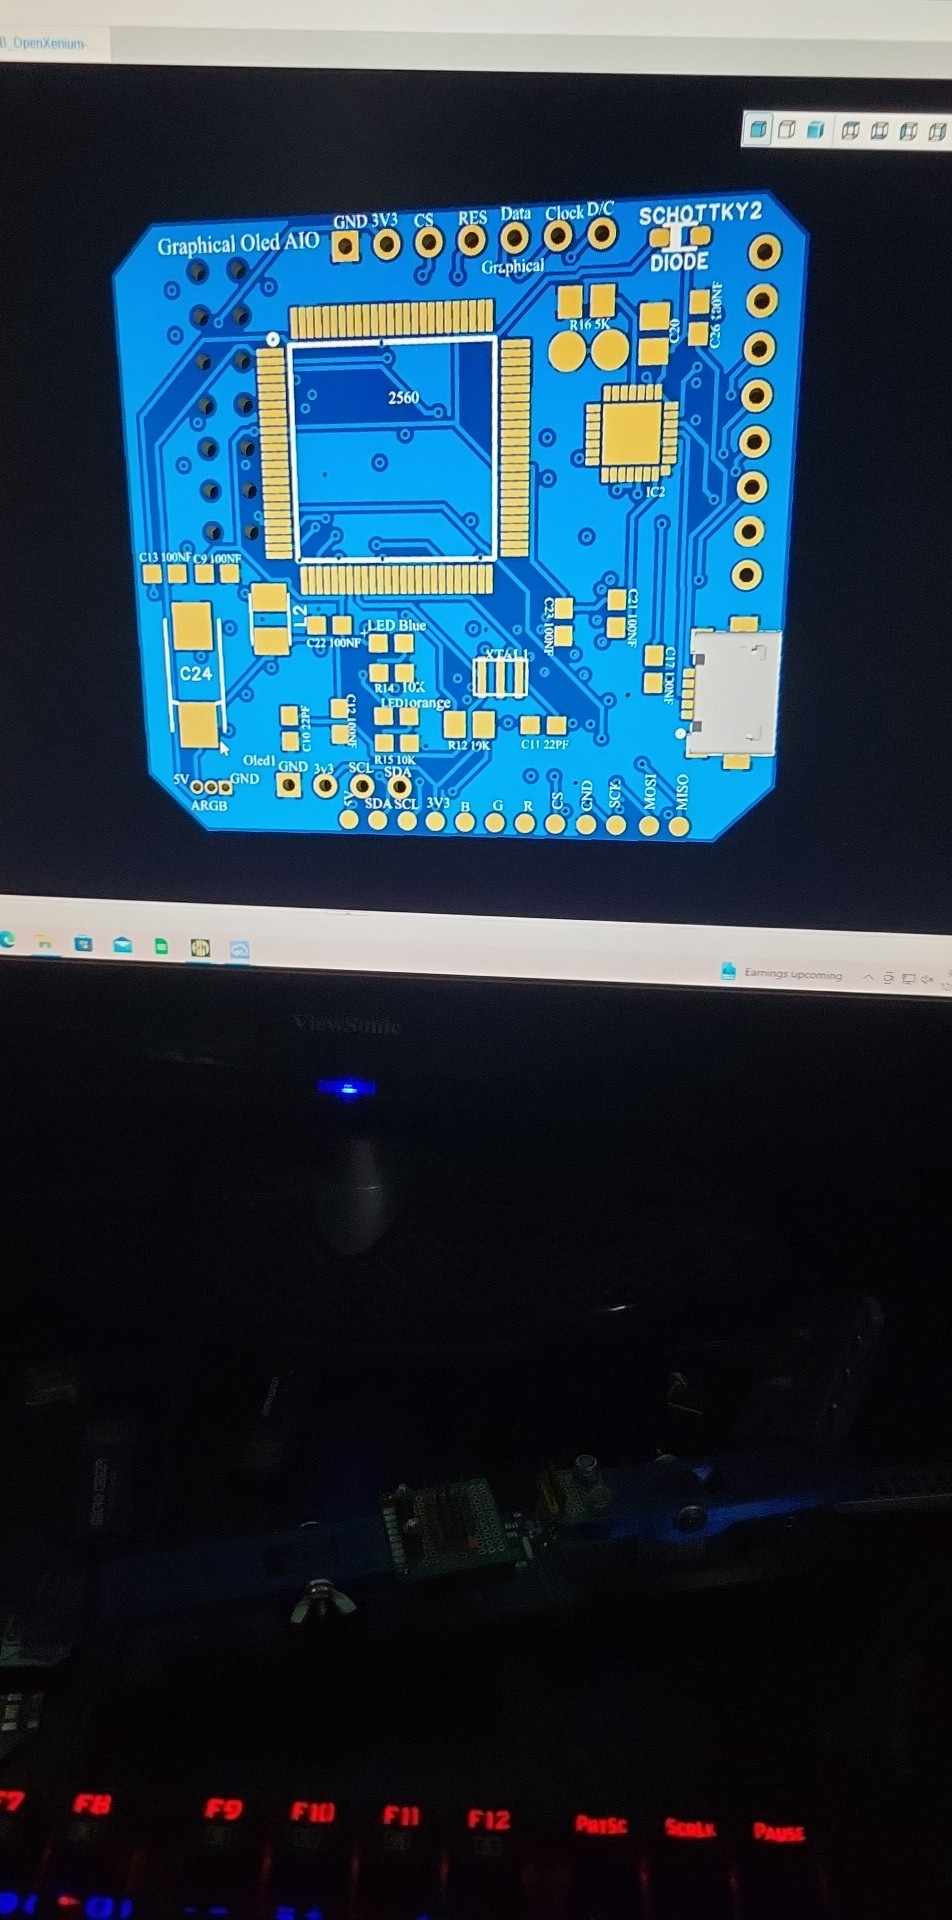 OpenXenium-
Graphical Oled AIO
GND 3V3 CS RES Data Clock D/C
SCHOTTKY2
DIODE
Graphical
R16 5K
C20
C26 100NF
2560
IC2
C13 100NF C9 100NF
L2
C24
C22 100NF
LED Blue
R14 10K
XTAL1
C23 100NF
C21 100NF
C17 100NF
LED1orange
C10 22PF
C12 100NF
R15 10K
R12 10K
C11 22PF
Oled1 GND 3v3 SCL SDA
5V GND
ARGB
5V SDA SCL 3V3 B G R CS GND SCK MOSI MISO
Earnings upcoming
ViewSonic
F7 F8 F9 F10 F11 F12 PrtSc ScrLk Pause